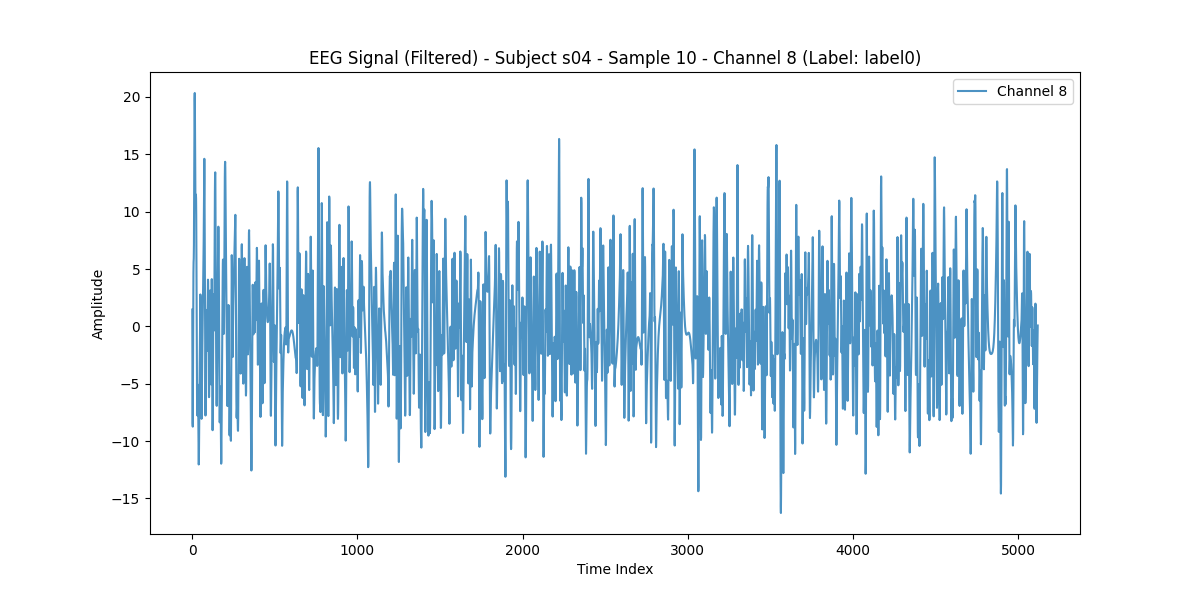 EEG Signal (Filtered) - Subject s04 - Sample 10 - Channel 8 (Label: label0)
Channel 8
20
15
10
5
0
−5
−10
−15
Amplitude
0 1000 2000 3000 4000 5000
Time Index